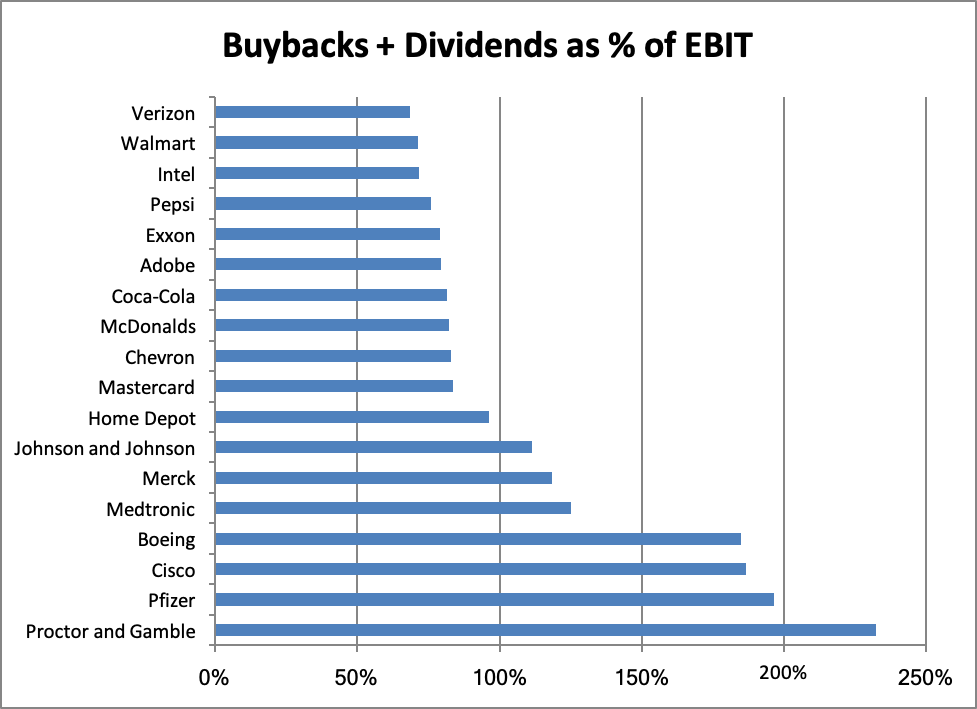 Buybacks + Dividends as % of EBIT
Verizon
Walmart
Intel
Pepsi
Exxon
Adobe
Coca-Cola
McDonalds
Chevron
Mastercard
Home Depot
Johnson and Johnson
Merck
Medtronic
Boeing
Cisco
Pfizer
Proctor and Gamble
0% 50% 100% 150% 200% 250%